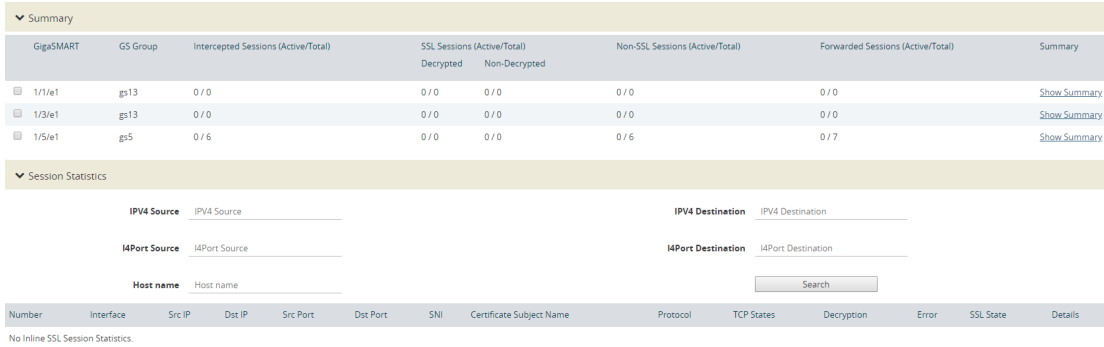 Summary
GigaSMART GS Group Intercepted Sessions (Active/Total) SSL Sessions (Active/Total) Non-SSL Sessions (Active/Total) Forwarded Sessions (Active/Total) Summary
Decrypted Non-Decrypted
1/1/e1 gs13 0 / 0 0 / 0 0 / 0 0 / 0 0 / 0 Show Summary
1/3/e1 gs13 0 / 0 0 / 0 0 / 0 0 / 0 0 / 0 Show Summary
1/5/e1 gs5 0 / 6 0 / 0 0 / 0 0 / 6 0 / 7 Show Summary
Session Statistics
IPV4 Source IPV4 Source IPV4 Destination IPV4 Destination
l4Port Source l4Port Source l4Port Destination l4Port Destination
Host name Host name Search
Number Interface Src IP Dst IP Src Port Dst Port SNI Certificate Subject Name Protocol TCP States Decryption Error SSL State Details
No Inline SSL Session Statistics.